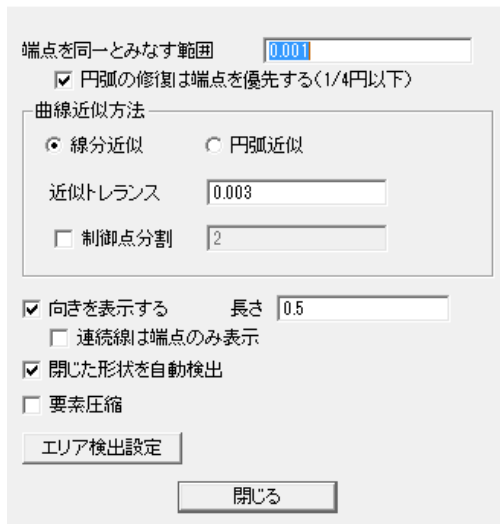 端点を同一とみなす範囲 0.001
円弧の修復は端点を優先する(1/4円以下)
曲線近似方法
線分近似 円弧近似
近似トレランス 0.003
制御点分割 2
向きを表示する 長さ 0.5
連続線は端点のみ表示
閉じた形状を自動検出
要素圧縮
エリア検出設定
閉じる